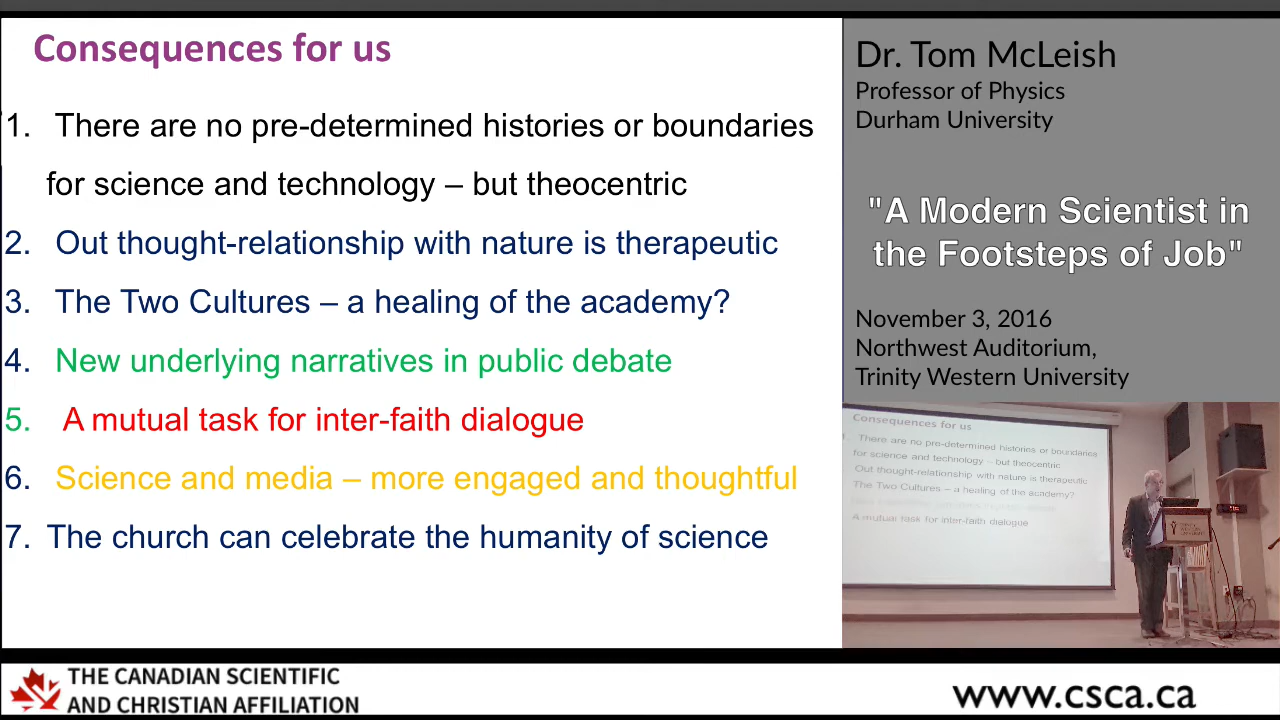 Consequences for us
1. There are no pre-determined histories or boundaries
for science and technology – but theocentric
2. Out thought-relationship with nature is therapeutic
3. The Two Cultures – a healing of the academy?
4. New underlying narratives in public debate
5. A mutual task for inter-faith dialogue
6. Science and media – more engaged and thoughtful
7. The church can celebrate the humanity of science
Dr. Tom McLeish
Professor of Physics
Durham University
"A Modern Scientist in
the Footsteps of Job"
November 3, 2016
Northwest Auditorium,
Trinity Western University
Consequences for us
There are no pre-determined histories or boundaries
for science and technology – but theocentric
Out thought-relationship with nature is therapeutic
The Two Cultures – a healing of the academy?
A mutual task for inter-faith dialogue
THE CANADIAN SCIENTIFIC
AND CHRISTIAN AFFILIATION
www.csca.ca